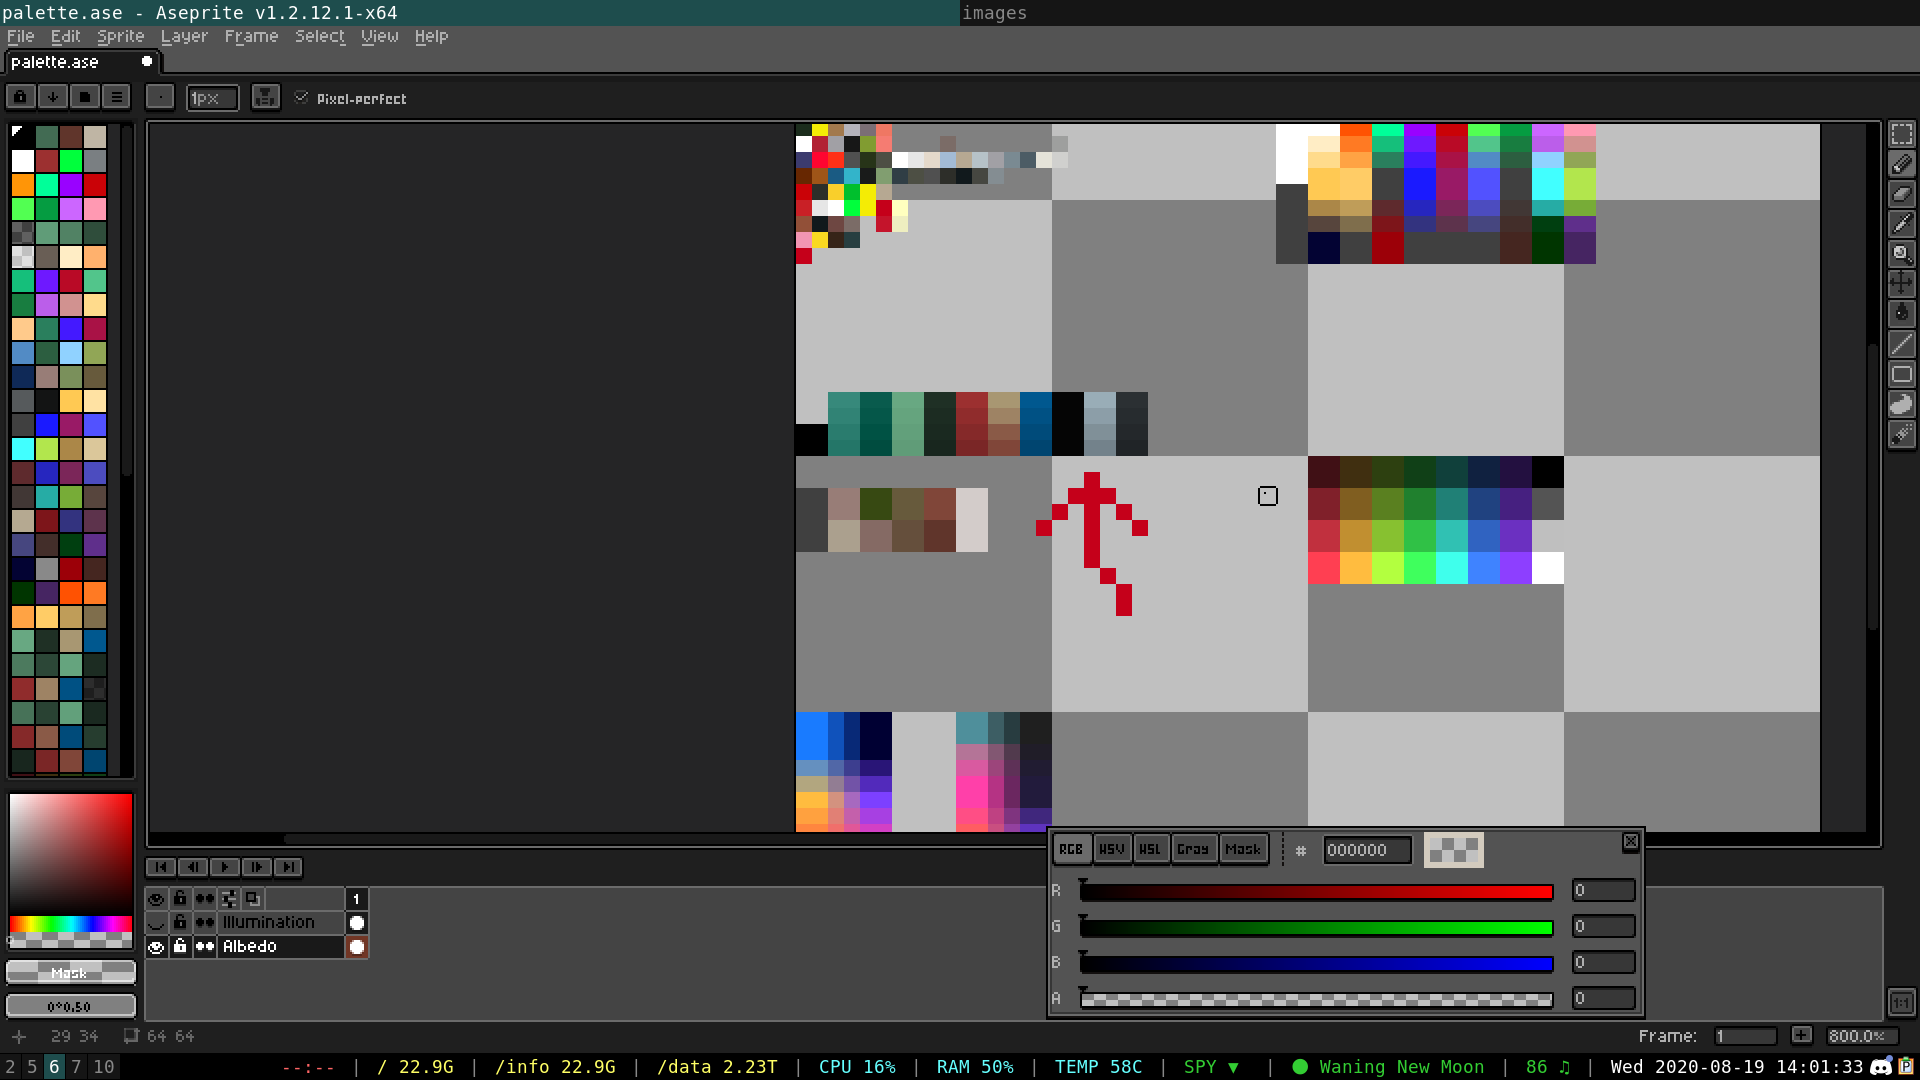 palette.ase - Aseprite v1.2.12.1-x64 images
File Edit Sprite Layer Frame Select View Help
palette.ase
1px Pixel-perfect
RGB HSV HSL Gray Mask # 000000
R 0
G 0
B 0
A 0
1
Illumination
Albedo
Mask
0*0.50
1:1
29 34 64 64
Frame: 1 800.0%
2 5 6 7 10 --:-- | / 22.9G | /info 22.9G | /data 2.23T | CPU 16% | RAM 50% | TEMP 58C | SPY ▼ | ● Waning New Moon | 86 ♫ | Wed 2020-08-19 14:01:33